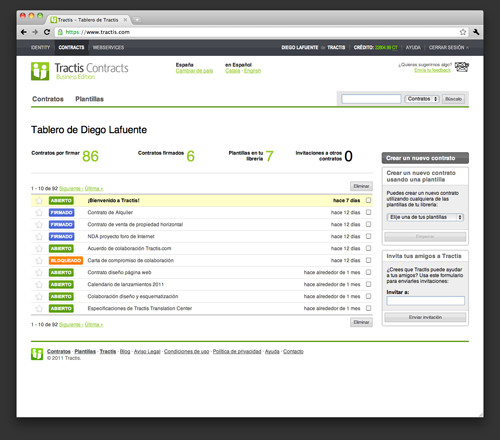 Tractis – Tablero de Tractis
https://www.tractis.com
IDENTITY CONTRACTS WEBSERVICES DIEGO LAFUENTE de TRACTIS CRÉDITO: AYUDA CERRAR SESIÓN
Tractis Contracts
Business Edition
España
Cambiar de país
en Español
Català · English
¿Quieres sugerirnos algo?
Envía tu feedback
Contratos Plantillas
Contratos Búscalo
Tablero de Diego Lafuente
Contratos por firmar 86
Contratos firmados 6
Plantillas en tu librería 7
Invitaciones a otros contratos 0
1 - 10 de 92 Siguiente › Última »
Eliminar
ABIERTO ¡Bienvenido a Tractis! hace 7 días
FIRMADO Contrato de Alquiler hace 12 días
FIRMADO Contrato de venta de propiedad horizontal hace 12 días
FIRMADO NDA proyecto foro de Internet hace 12 días
ABIERTO Acuerdo de colaboración Tractis.com hace 12 días
BLOQUEADO Carta de compromiso de colaboración hace 12 días
ABIERTO Contrato diseño página web hace alrededor de 1 mes
ABIERTO Calendario de lanzamientos 2011 hace alrededor de 1 mes
ABIERTO Colaboración diseño y esquematización hace alrededor de 1 mes
ABIERTO Especificaciones de Tractis Translation Center hace alrededor de 1 mes
1 - 10 de 92 Siguiente › Última »
Eliminar
Crear un nuevo contrato
Crear un nuevo contrato
usando una plantilla
Puedes crear un nuevo contrato
utilizando cualquiera de las
plantillas de tu librería:
Elije una de tus plantillas
Invita tus amigos a Tractis
¿Crees que Tractis puede ayudar
a tus amigos? Usa este formulario
para enviarles invitaciones:
Invitar a:
Enviar invitación
Contratos · Plantillas · Tractis · Blog · Aviso Legal · Condiciones de uso · Política de privacidad · Ayuda · Contacto
© 2011 Tractis.